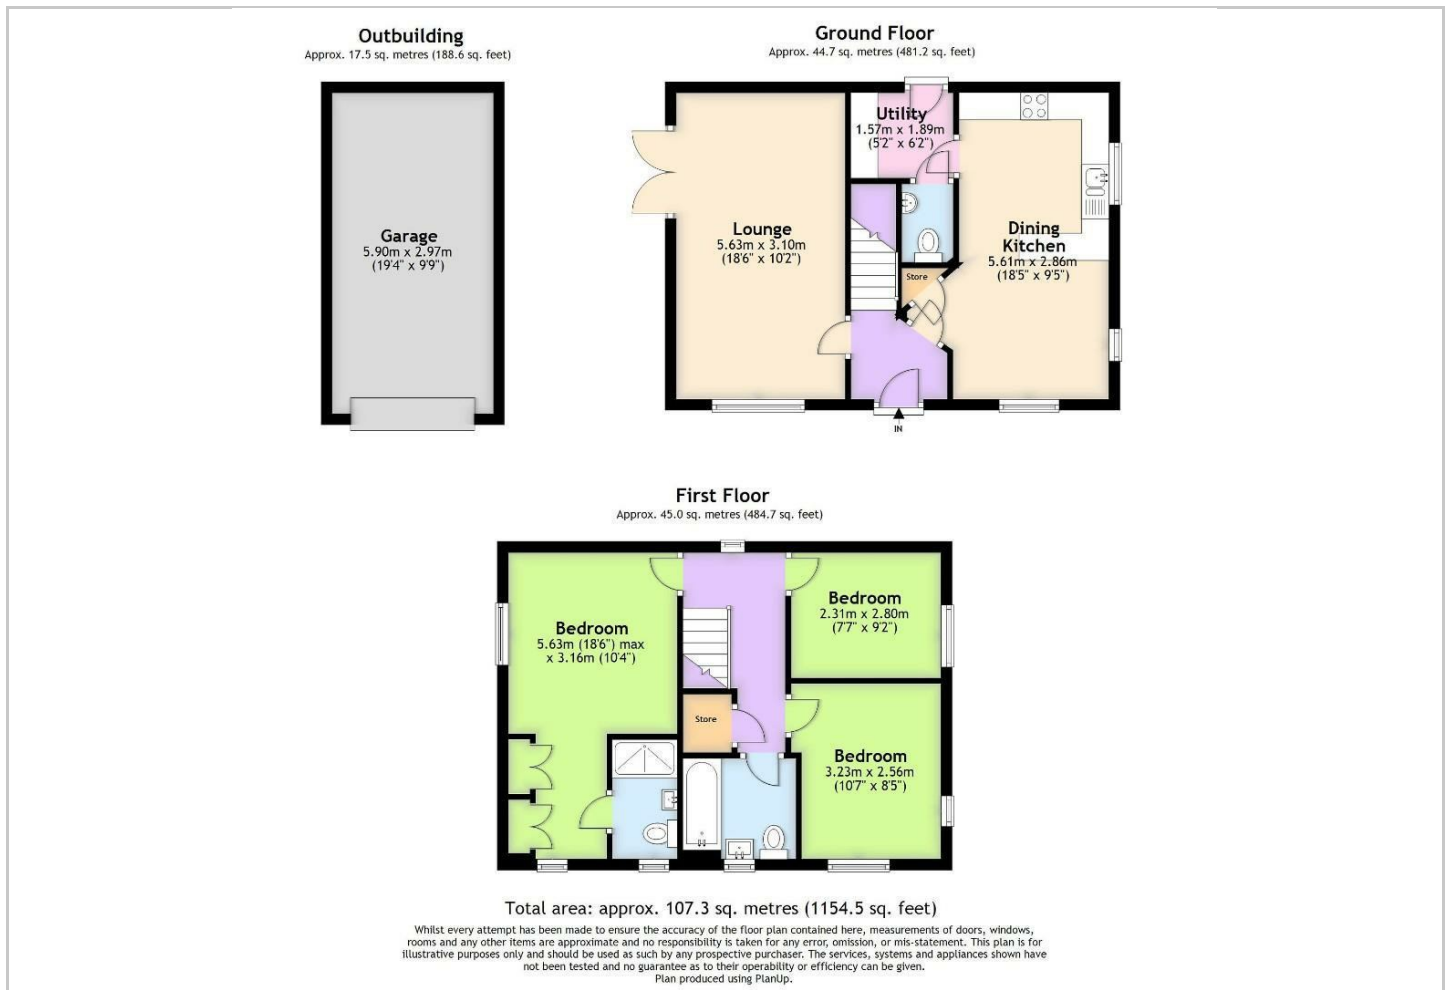 Outbuilding
Approx. 17.5 sq. metres (188.6 sq. feet)
Garage
5.90m x 2.97m
(19'4" x 9'9")
Ground Floor
Approx. 44.7 sq. metres (481.2 sq. feet)
Utility
1.57m x 1.89m
(5'2" x 6'2")
Lounge
5.63m x 3.10m
(18'6" x 10'2")
Dining
Kitchen
5.61m x 2.86m
(18'5" x 9'5")
Store
IN
First Floor
Approx. 45.0 sq. metres (484.7 sq. feet)
Bedroom
5.63m (18'6") max
x 3.16m (10'4")
Bedroom
2.31m x 2.80m
(7'7" x 9'2")
Store
Bedroom
3.23m x 2.56m
(10'7" x 8'5")
Total area: approx. 107.3 sq. metres (1154.5 sq. feet)
Whilst every attempt has been made to ensure the accuracy of the floor plan contained here, measurements of doors, windows,
rooms and any other items are approximate and no responsibility is taken for any error, omission, or mis-statement. This plan is for
illustrative purposes only and should be used as such by any prospective purchaser. The services, systems and appliances shown have
not been tested and no guarantee as to their operability or efficiency can be given.
Plan produced using PlanUp.